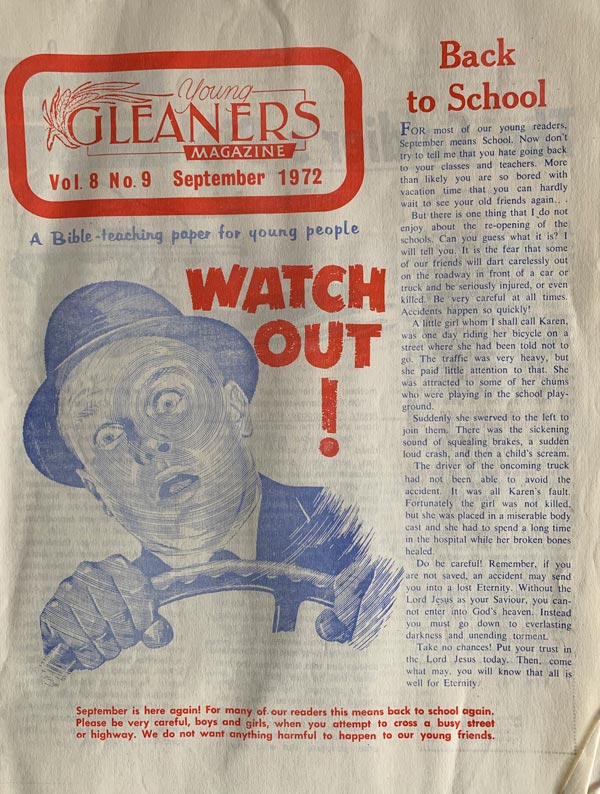 Young
GLEANERS
MAGAZINE
Vol. 8 No. 9 September 1972
A Bible-teaching paper for young people
WATCH
OUT
!
Back
to School
FOR most of our young readers,
September means School. Now don't
try to tell me that you hate going back
to your classes and teachers. More
than likely you are so bored with
vacation time that you can hardly
wait to see your old friends again. .
But there is one thing that I do not
enjoy about the re-opening of the
schools. Can you guess what it is? I
will tell you. It is the fear that some
of our friends will dart carelessly out
on the roadway in front of a car or
truck and be seriously injured, or even
killed. Be very careful at all times.
Accidents happen so quickly!
A little girl whom I shall call Karen,
was one day riding her bicycle on a
street where she had been told not to
go. The traffic was very heavy, but
she paid little attention to that. She
was attracted to some of her chums
who were playing in the school play-
ground.
Suddenly she swerved to the left to
join them. There was the sickening
sound of squealing brakes, a sudden
loud crash, and then a child's scream.
The driver of the oncoming truck
had not been able to avoid the
accident. It was all Karen's fault.
Fortunately the girl was not killed,
but she was placed in a miserable body
cast and she had to spend a long time
in the hospital while her broken bones
healed.
Do be careful! Remember, if you
are not saved, an accident may send
you into a lost Eternity. Without the
Lord Jesus as your Saviour, you can-
not enter into God's heaven. Instead
you must go down to everlasting
darkness and unending torment.
Take no chances! Put your trust in
the Lord Jesus today. Then, come
what may, you will know that all is
well for Eternity.
September is here again! For many of our readers this means back to school again.
Please be very careful, boys and girls, when you attempt to cross a busy street
or highway. We do not want anything harmful to happen to our young friends.